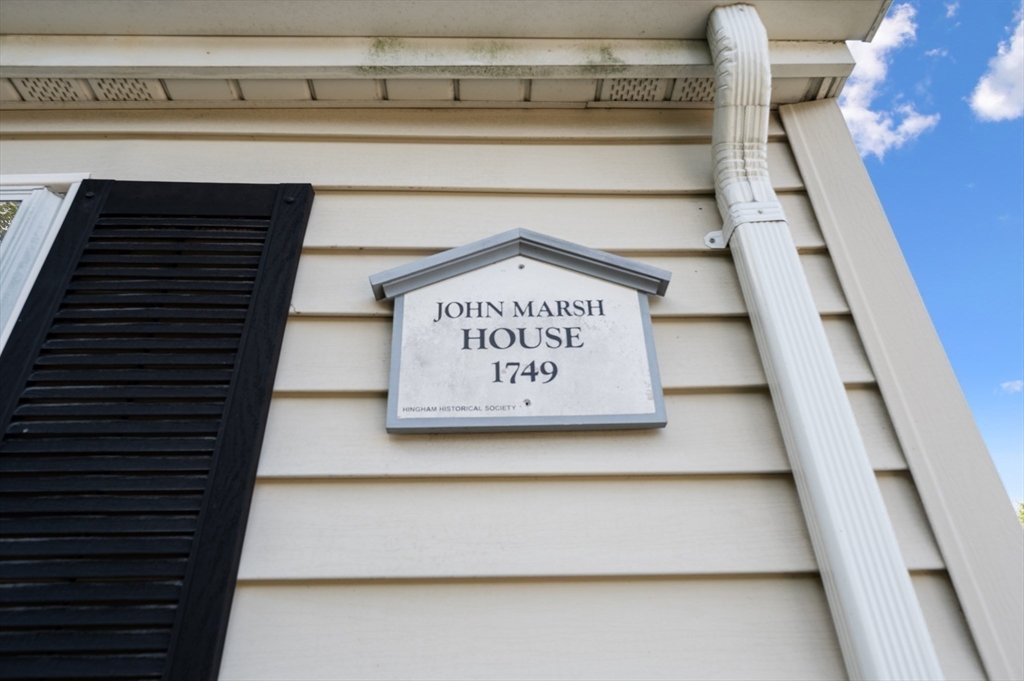 JOHN MARSH
HOUSE
1749
HINGHAM HISTORICAL SOCIETY